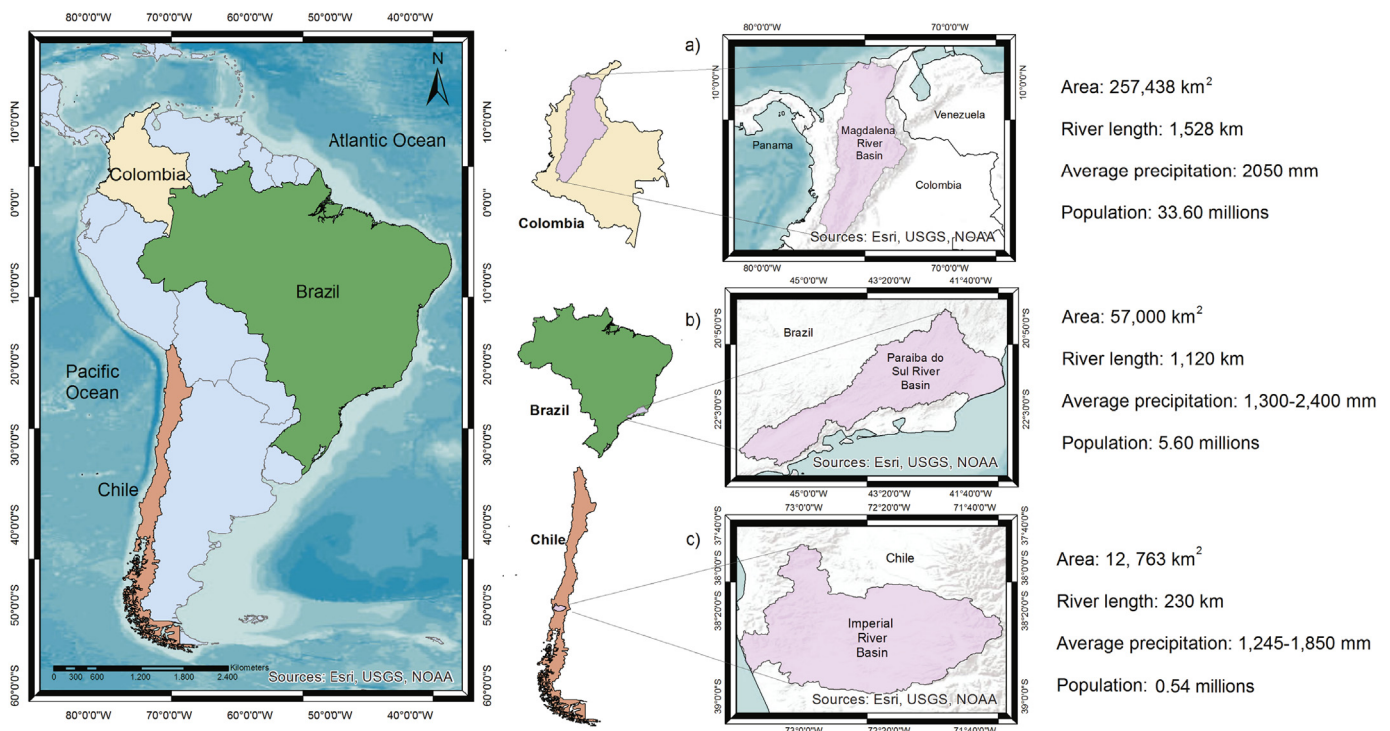 80°0'0"W 70°0'0"W 60°0'0"W 50°0'0"W 40°0'0"W
10°0'0"N
0°0'0"
10°0'0"S
20°0'0"S
30°0'0"S
40°0'0"S
50°0'0"S
60°0'0"S
N
Atlantic Ocean
Colombia
Brazil
Pacific
Ocean
Chile
Kilometers
0 300 600 1.200 1.800 2.400
Sources: Esri, USGS, NOAA
10°0'0"N
0°0'0"S
10°0'0"S
20°0'0"S
30°0'0"S
40°0'0"S
50°0'0"S
60°0'0"S
80°0'0"W 70°0'0"W 60°0'0"W 50°0'0"W 40°0'0"W
a)
Colombia
80°0'0"W 70°0'0"W
10°0'0"N
10°0'0"N
Venezuela
Panama
Magdalena
River
Basin
Colombia
Sources: Esri, USGS, NOAA
80°0'0"W 70°0'0"W
Area: 257,438 km²
River length: 1,528 km
Average precipitation: 2050 mm
Population: 33.60 millions
b)
Brazil
45°0'0"W 43°20'0"W 41°40'0"W
20°50'0"S
22°30'0"S
20°50'0"S
22°30'0"S
Brazil
Paraiba do
Sul River
Basin
Sources: Esri, USGS, NOAA
45°0'0"W 43°20'0"W 41°40'0"W
Area: 57,000 km²
River length: 1,120 km
Average precipitation: 1,300-2,400 mm
Population: 5.60 millions
c)
Chile
73°0'0"W 72°20'0"W 71°40'0"W
37°40'0"S
38°0'0"S
38°20'0"S
39°0'0"S
37°40'0"S
38°0'0"S
38°20'0"S
39°0'0"S
Chile
Imperial
River
Basin
Sources: Esri, USGS, NOAA
73°0'0"W 71°40'0"W
Area: 12, 763 km²
River length: 230 km
Average precipitation: 1,245-1,850 mm
Population: 0.54 millions